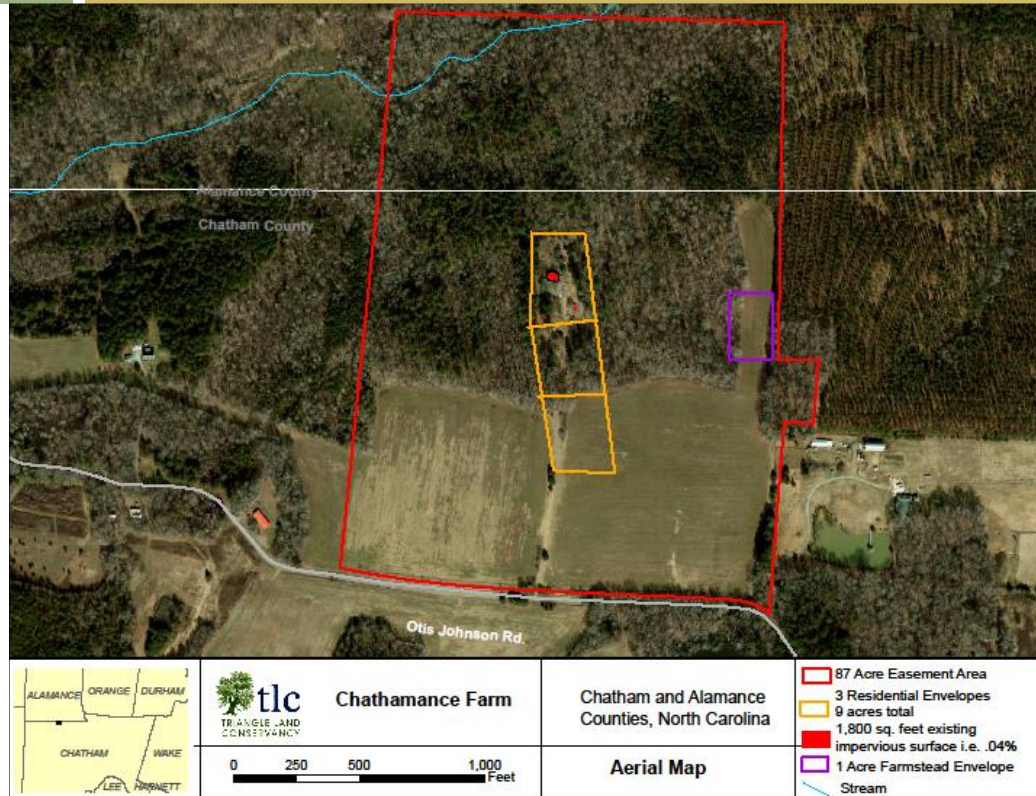 Alamance County
Chatham County
Otis Johnson Rd.
ALAMANCE
ORANGE
DURHAM
CHATHAM
WAKE
LEE
HARNETT
tlc
TRIANGLE LAND
CONSERVANCY
Chathamance Farm
0 250 500 1,000
Feet
Chatham and Alamance
Counties, North Carolina
Aerial Map
87 Acre Easement Area
3 Residential Envelopes
9 acres total
1,800 sq. feet existing
impervious surface i.e. .04%
1 Acre Farmstead Envelope
Stream